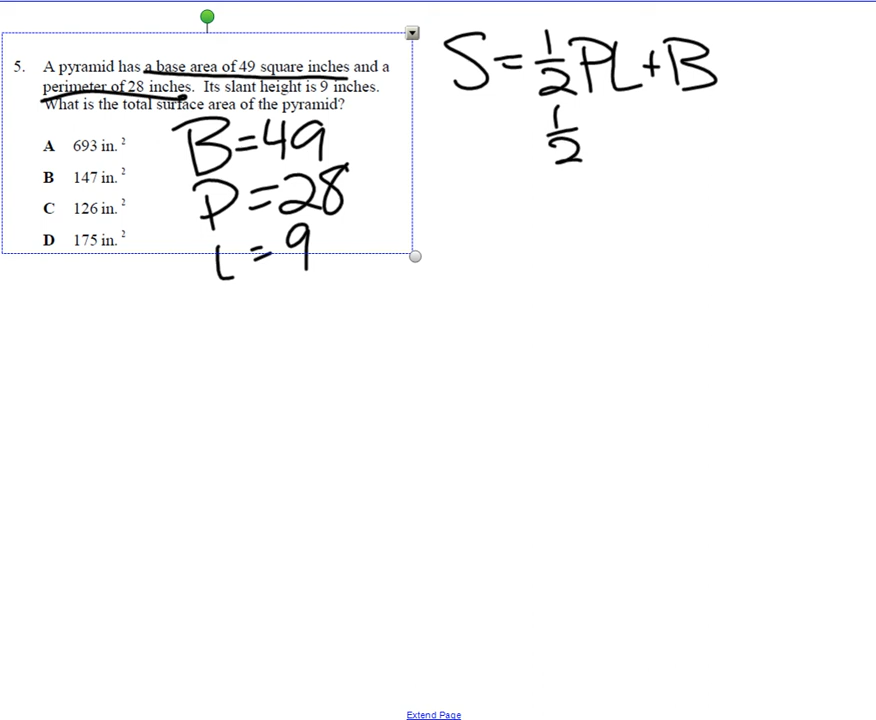 5. A pyramid has a base area of 49 square inches and a
perimeter of 28 inches. Its slant height is 9 inches.
What is the total surface area of the pyramid?
A 693 in. ²
B 147 in. ²
C 126 in. ²
D 175 in. ²
B=49
P=28
L=9
S=½PL+B
½
Extend Page